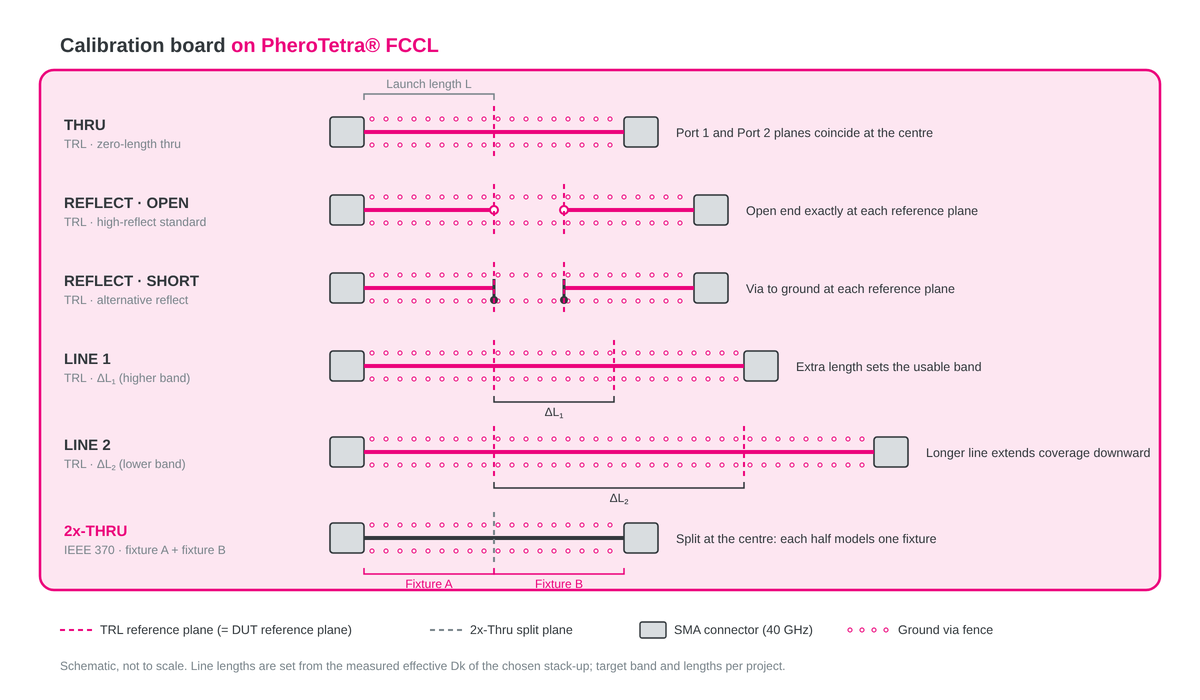 Calibration board on PheroTetra® FCCL
Launch length L
THRU
TRL · zero-length thru
Port 1 and Port 2 planes coincide at the centre
REFLECT · OPEN
TRL · high-reflect standard
Open end exactly at each reference plane
REFLECT · SHORT
TRL · alternative reflect
Via to ground at each reference plane
LINE 1
TRL · ΔL₁ (higher band)
Extra length sets the usable band
ΔL₁
LINE 2
TRL · ΔL₂ (lower band)
Longer line extends coverage downward
ΔL₂
2x-THRU
IEEE 370 · fixture A + fixture B
Split at the centre: each half models one fixture
Fixture A
Fixture B
TRL reference plane (= DUT reference plane)
2x-Thru split plane
SMA connector (40 GHz)
Ground via fence
Schematic, not to scale. Line lengths are set from the measured effective Dk of the chosen stack-up; target band and lengths per project.